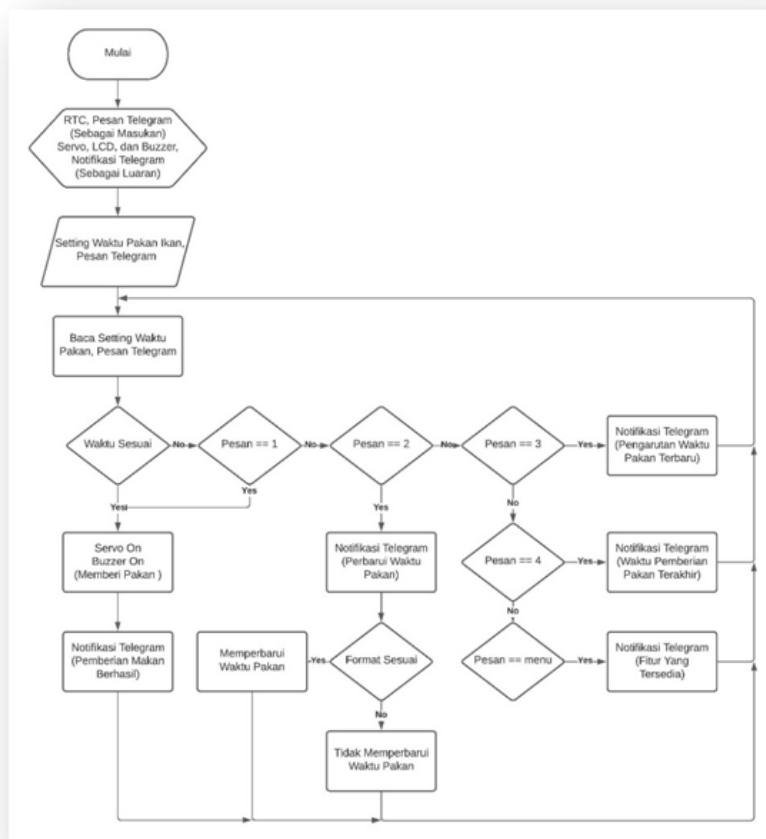 Mulai
RTC, Pesan Telegram
(Sebagai Masukan)
Servo, LCD, dan Buzzer,
Notifikasi Telegram
(Sebagai Luaran)
Setting Waktu Pakan Ikan,
Pesan Telegram
Baca Setting Waktu
Pakan, Pesan Telegram
Waktu Sesuai
No
Pesan == 1
No
Pesan == 2
No
Pesan == 3
Yes
Notifikasi Telegram
(Pengarutan Waktu
Pakan Terbaru)
Yes
Yes
Yes
No
Servo On
Buzzer On
(Memberi Pakan )
Notifikasi Telegram
(Perbarui Waktu
Pakan)
Pesan == 4
Yes
Notifikasi Telegram
(Waktu Pemberian
Pakan Terakhir)
No
Notifikasi Telegram
(Pemberian Makan
Berhasil)
Memperbarui
Waktu Pakan
Yes
Format Sesuai
Pesan == menu
Yes
Notifikasi Telegram
(Fitur Yang
Tersedia)
No
Tidak Memperbarui
Waktu Pakan